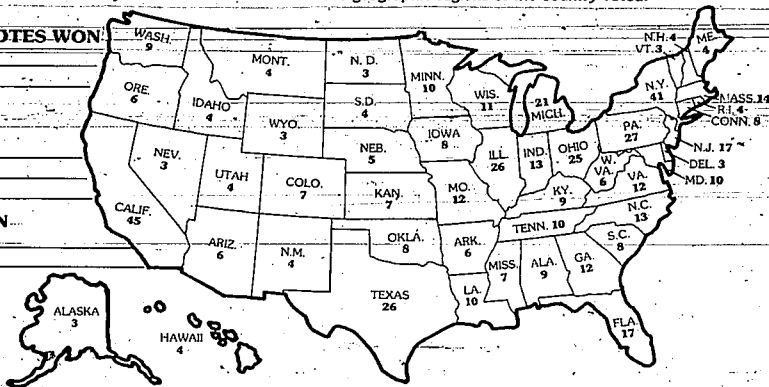 OTES WON
WASH.
9
ORE.
6
CALIF.
45
NEV.
3
IDAHO
4
MONT.
4
WYO.
3
UTAH
4
COLO.
7
ARIZ.
6
N.M.
4
N. D.
3
S.D.
4
NEB.
5
KAN.
7
OKLA.
8
TEXAS
26
MINN.
10
IOWA
8
MO.
12
ARK.
6
LA.
10
WIS.
11
ILL.
26
21
MICH.
IND.
13
OHIO
25
KY.
9
TENN. 10
MISS.
7
ALA.
9
GA.
12
FLA.
17
S.C.
8
N.C.
13
VA.
12
W.
VA.
6
PA.
27
N.Y.
41
N.H. 4
VT. 3
ME.
4
MASS. 14
R.I. 4
CONN. 8
N.J. 17
DEL. 3
MD. 10
N
ALASKA
3
HAWAII
4